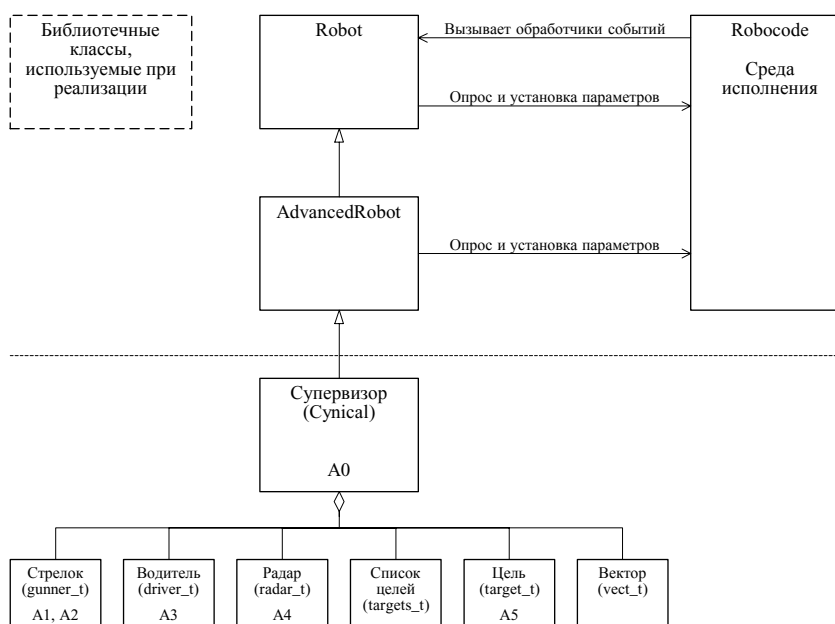 Библиотечные
классы,
используемые при
реализации
Robot
Вызывает обработчики событий
Robocode
Среда
исполнения
Опрос и установка параметров
AdvancedRobot
Опрос и установка параметров
Супервизор
(Cynical)
A0
Стрелок
(gunner_t)
A1, A2
Водитель
(driver_t)
A3
Радар
(radar_t)
A4
Список
целей
(targets_t)
Цель
(target_t)
A5
Вектор
(vect_t)